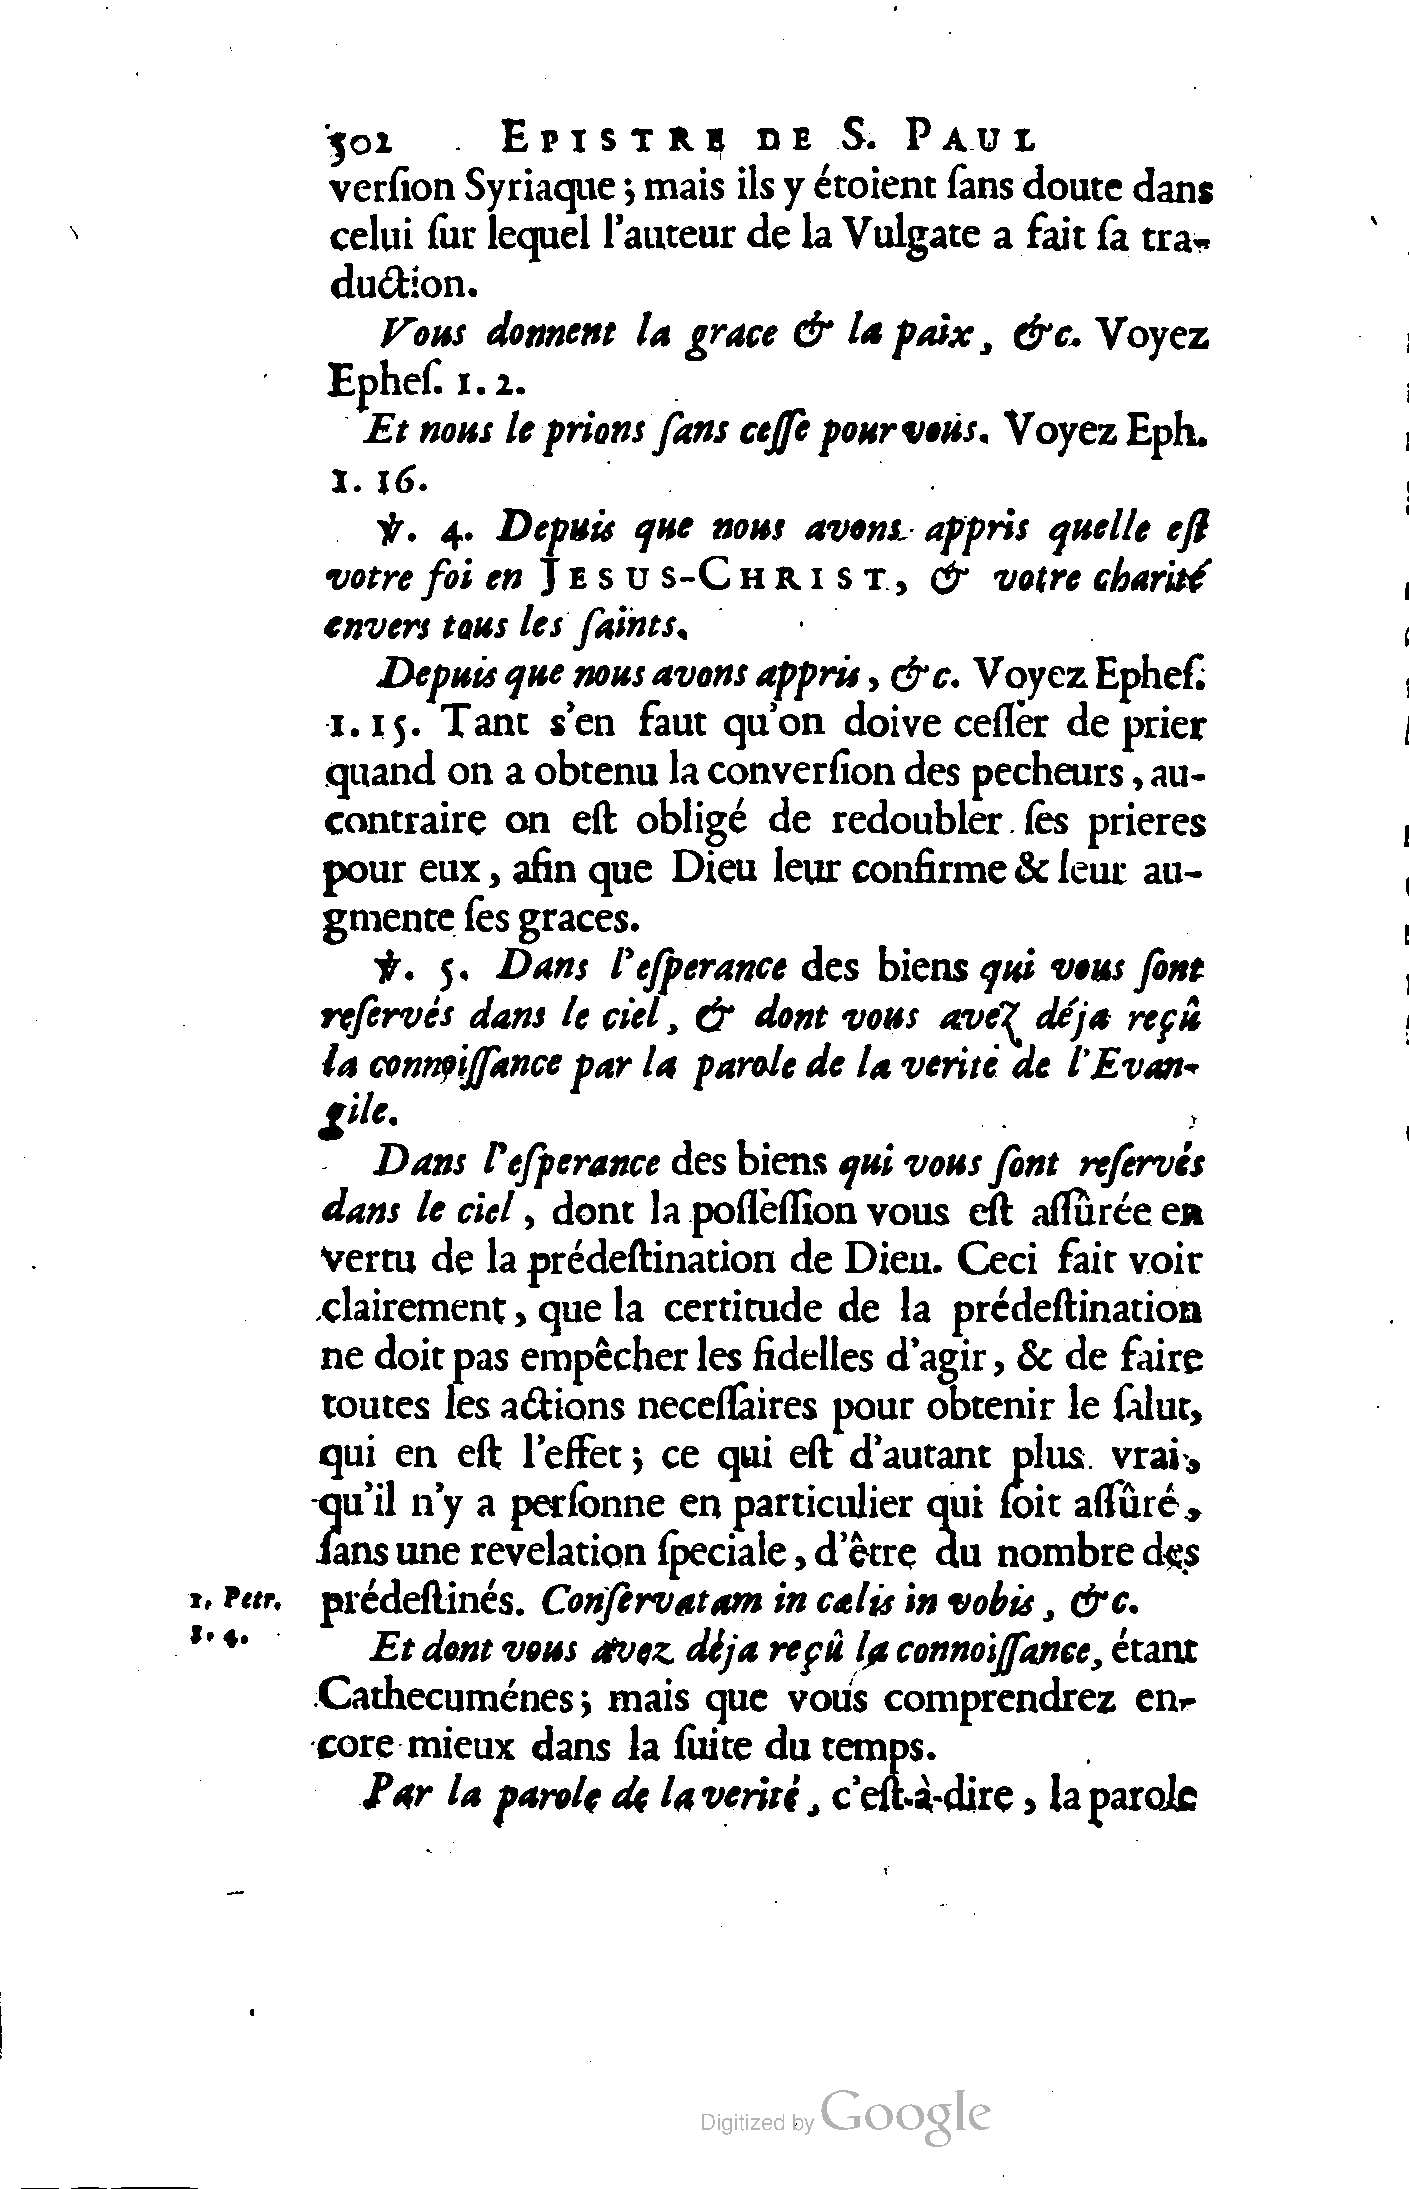 502 EPISTRE DE S. PAUL
verſion Syriaque ; mais ils y étoient ſans doute dans
celui ſur lequel l'auteur de la Vulgate a fait ſa tra-
duction.
Vous donnent la grace & la paix, &c. Voyez
Epheſ. 1. 2.
Et nous le prions ſans ceſſe pour vous. Voyez Eph.
1. 16.
℣. 4. Depuis que nous avons appris quelle eſt
votre foi en JESUS-CHRIST, & votre charité
envers tous les ſaints.
Depuis que nous avons appris, &c. Voyez Epheſ.
1. 15. Tant s'en faut qu'on doive ceſſer de prier
quand on a obtenu la converſion des pecheurs, au-
contraire on eſt obligé de redoubler ſes prieres
pour eux, afin que Dieu leur confirme & leur au-
gmente ſes graces.
℣. 5. Dans l'eſperance des biens qui vous ſont
reſervés dans le ciel, & dont vous avez déja reçû
la connoiſſance par la parole de la verité de l'Evan-
gile.
Dans l'eſperance des biens qui vous ſont reſervés
dans le ciel, dont la poſſeſſion vous eſt aſſûrée en
vertu de la prédeſtination de Dieu. Ceci fait voir
clairement, que la certitude de la prédeſtination
ne doit pas empêcher les fidelles d'agir, & de faire
toutes les actions neceſſaires pour obtenir le ſalut,
qui en eſt l'effet ; ce qui eſt d'autant plus vrai,
qu'il n'y a perſonne en particulier qui ſoit aſſûré,
ſans une revelation ſpeciale, d'être du nombre des
1. Petr. prédeſtinés. Conſervatam in cælis in vobis, &c.
1. 4.
Et dont vous avez déja reçû la connoiſſance, étant
Cathecuménes ; mais que vous comprendrez en-
core mieux dans la ſuite du temps.
Par la parole de la verité, c'eſt-à-dire, la parole
Digitized by Google